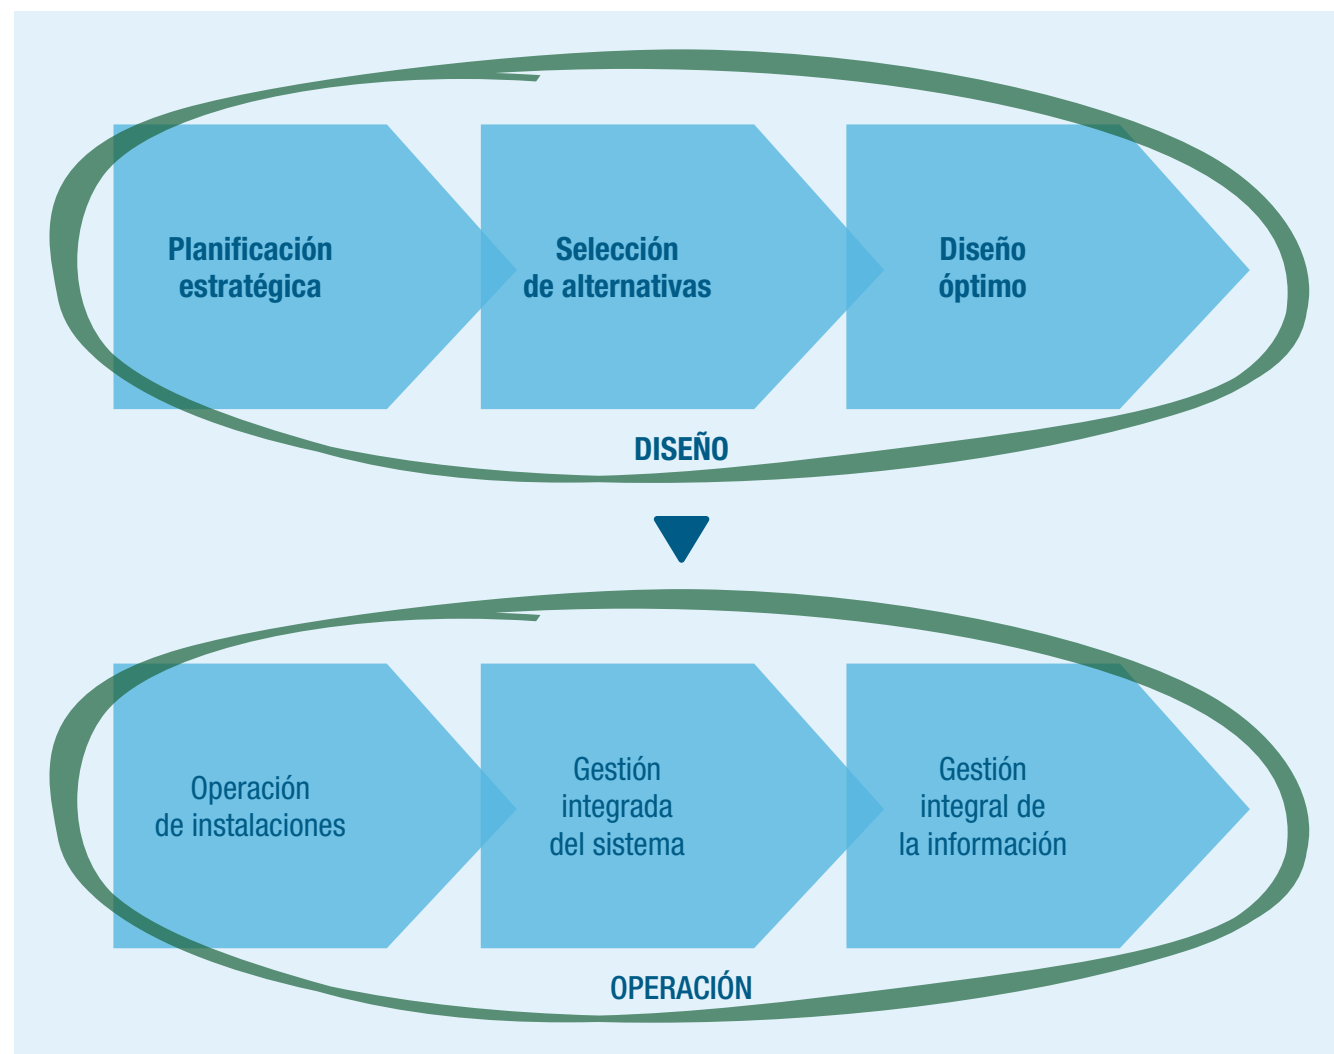 Planificación
estratégica
Selección
de alternativas
Diseño
óptimo
DISEÑO
Operación
de instalaciones
Gestión
integrada
del sistema
Gestión
integral de
la información
OPERACIÓN